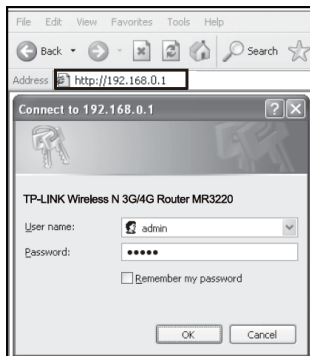 File Edit View Favorites Tools Help
Back Search
Address http://192.168.0.1
Connect to 192.168.0.1
TP-LINK Wireless N 3G/4G Router MR3220
User name: admin
Password: •••••
Remember my password
OK Cancel